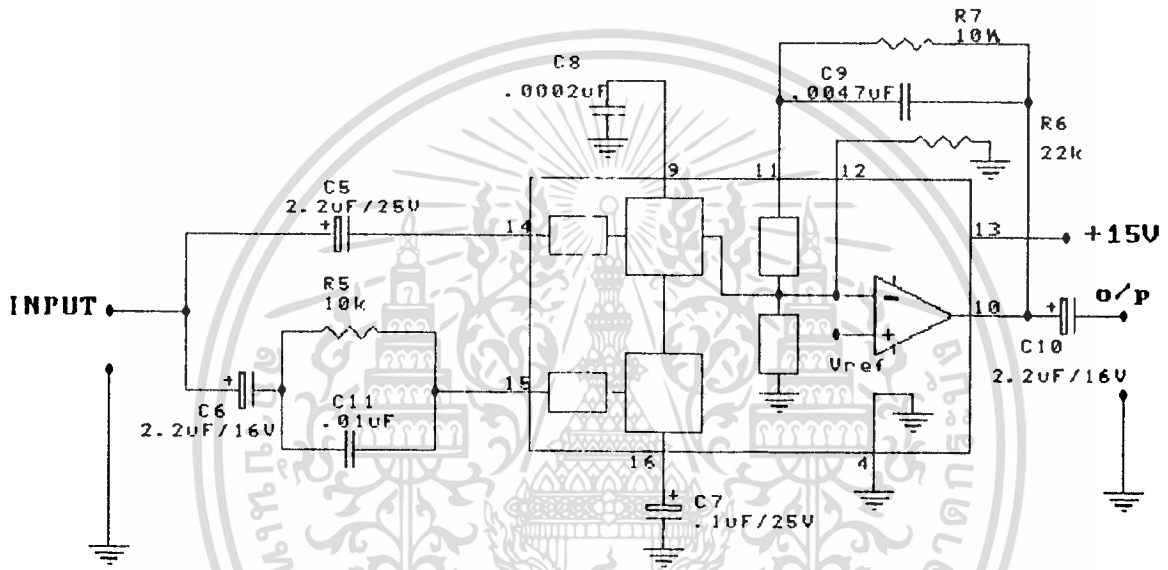 R7
10k
C8
.0002uF
C9
.0047uF
R6
22k
9
11
12
C5
2.2uF/25V
14
13
+15V
R5
10k
INPUT
10
o/p
Vref
C10
2.2uF/16V
15
C6
2.2uF/16V
C11
.01uF
16
4
C7
.1uF/25V